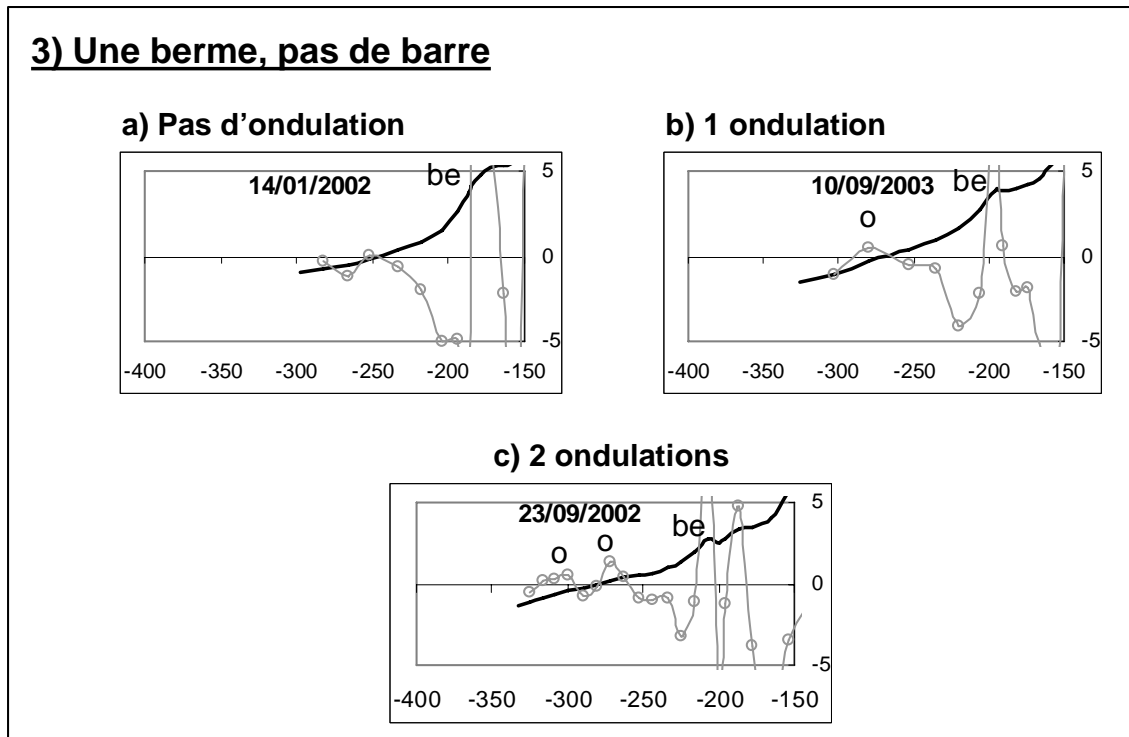 3) Une berme, pas de barre
a) Pas d'ondulation
b) 1 ondulation
14/01/2002
be
5
0
-5
-400 -350 -300 -250 -200 -150
10/09/2003
be
o
5
0
-5
-400 -350 -300 -250 -200 -150
c) 2 ondulations
23/09/2002
be
o
o
5
0
-5
-400 -350 -300 -250 -200 -150